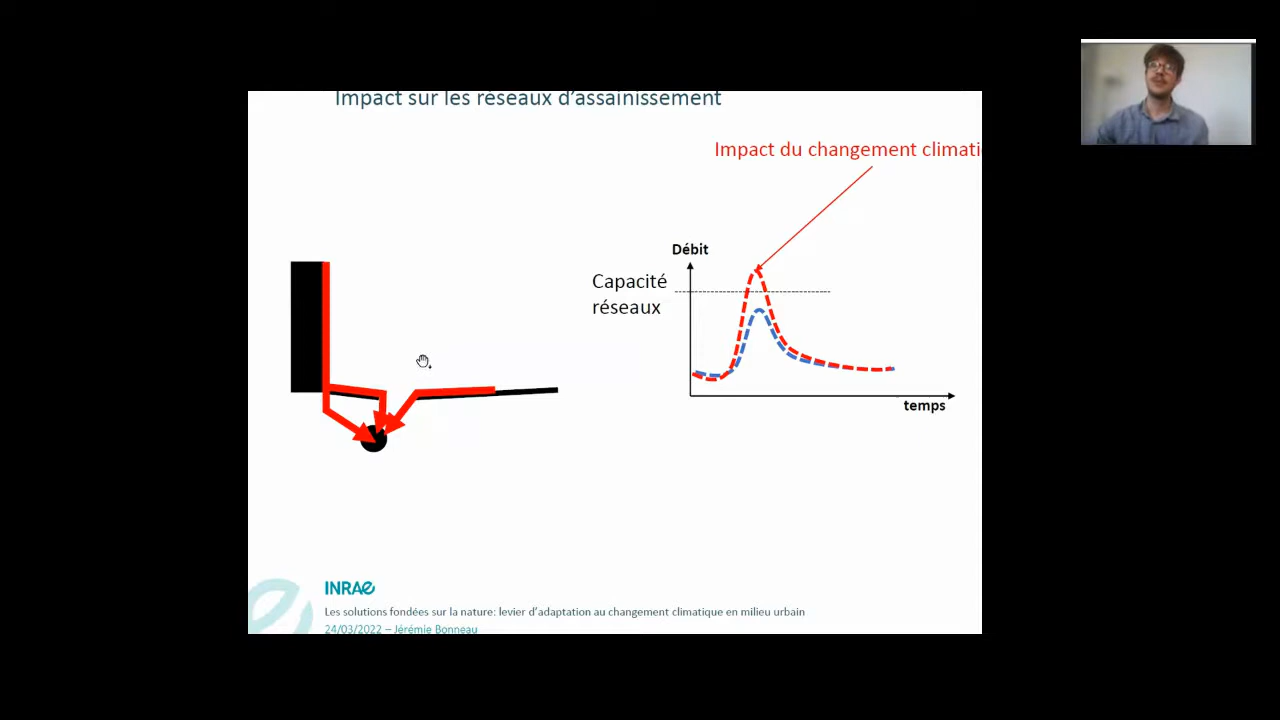 Impact sur les réseaux d’assainissement
Impact du changement climati
Débit
Capacité
réseaux
temps
INRAE
Les solutions fondées sur la nature: levier d’adaptation au changement climatique en milieu urbain
24/03/2022 – Jérémie Bonneau